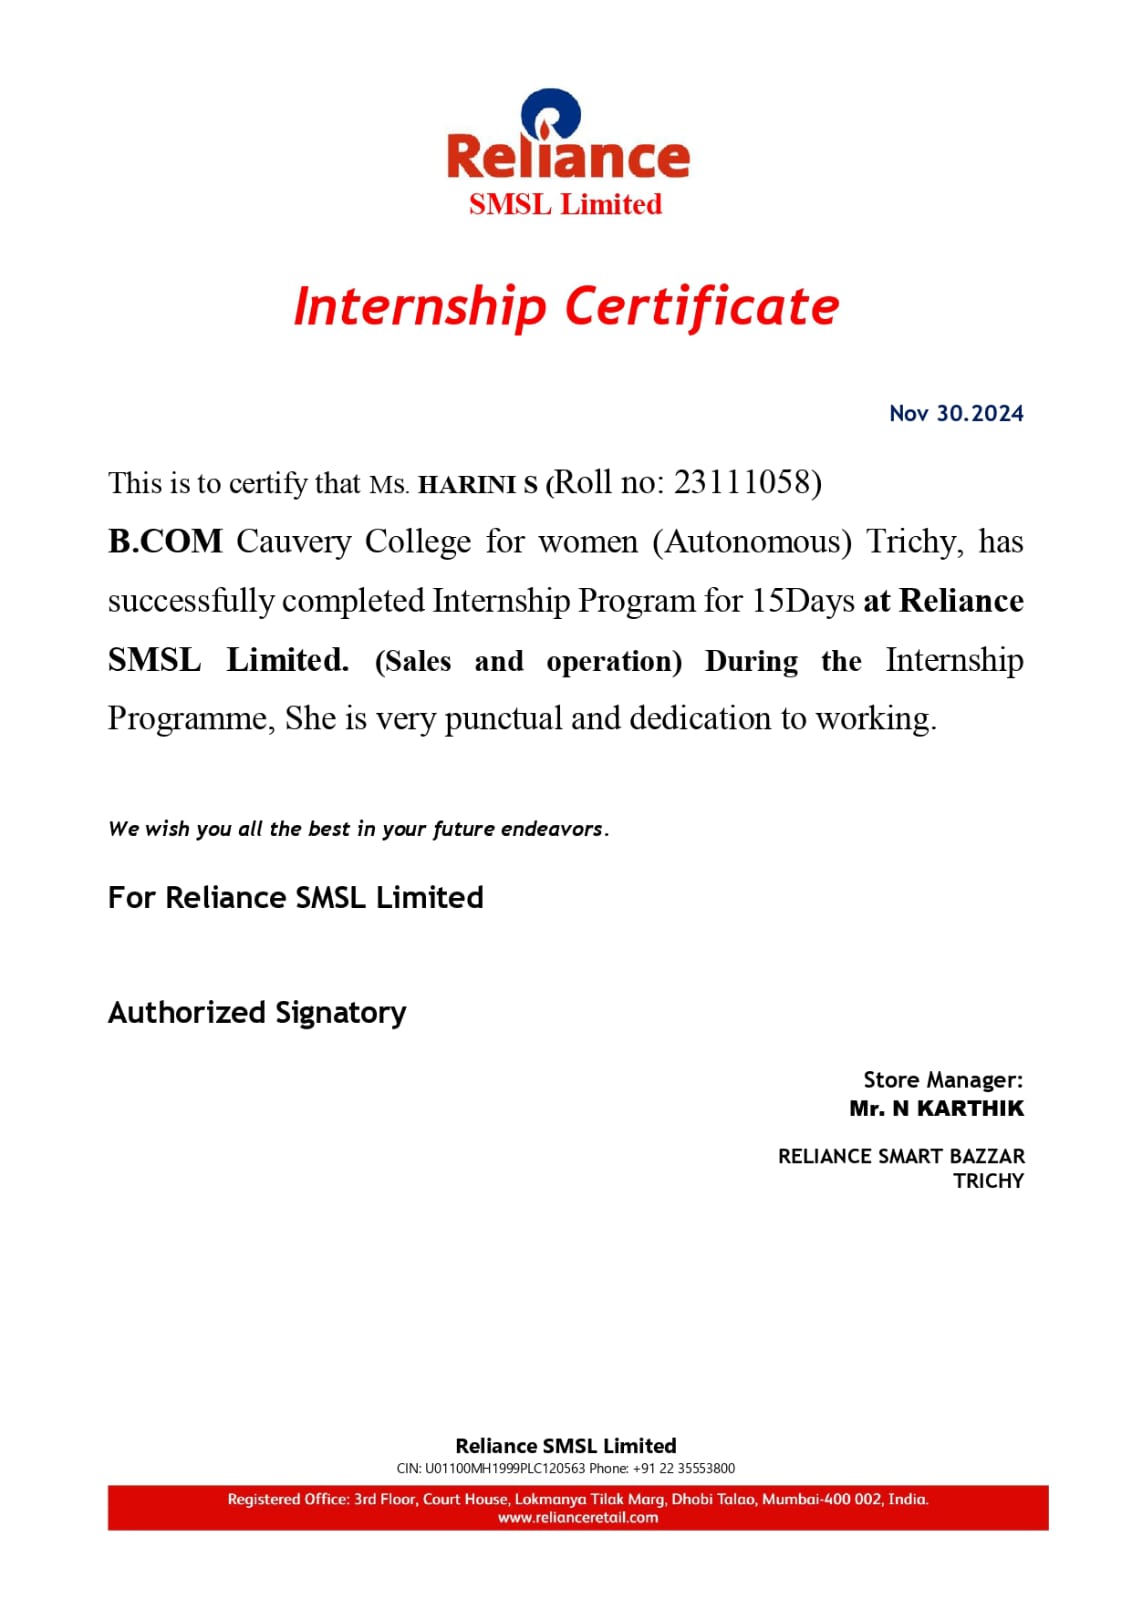 Reliance
SMSL Limited
Internship Certificate
Nov 30.2024
This is to certify that Ms. HARINI S (Roll no: 23111058)
B.COM Cauvery College for women (Autonomous) Trichy, has
successfully completed Internship Program for 15Days at Reliance
SMSL Limited. (Sales and operation) During the Internship
Programme, She is very punctual and dedication to working.
We wish you all the best in your future endeavors.
For Reliance SMSL Limited
Authorized Signatory
Store Manager:
Mr. N KARTHIK
RELIANCE SMART BAZZAR
TRICHY
Reliance SMSL Limited
CIN: U01100MH1999PLC120563 Phone: +91 22 35553800
Registered Office: 3rd Floor, Court House, Lokmanya Tilak Marg, Dhobi Talao, Mumbai-400 002, India.
www.relianceretail.com